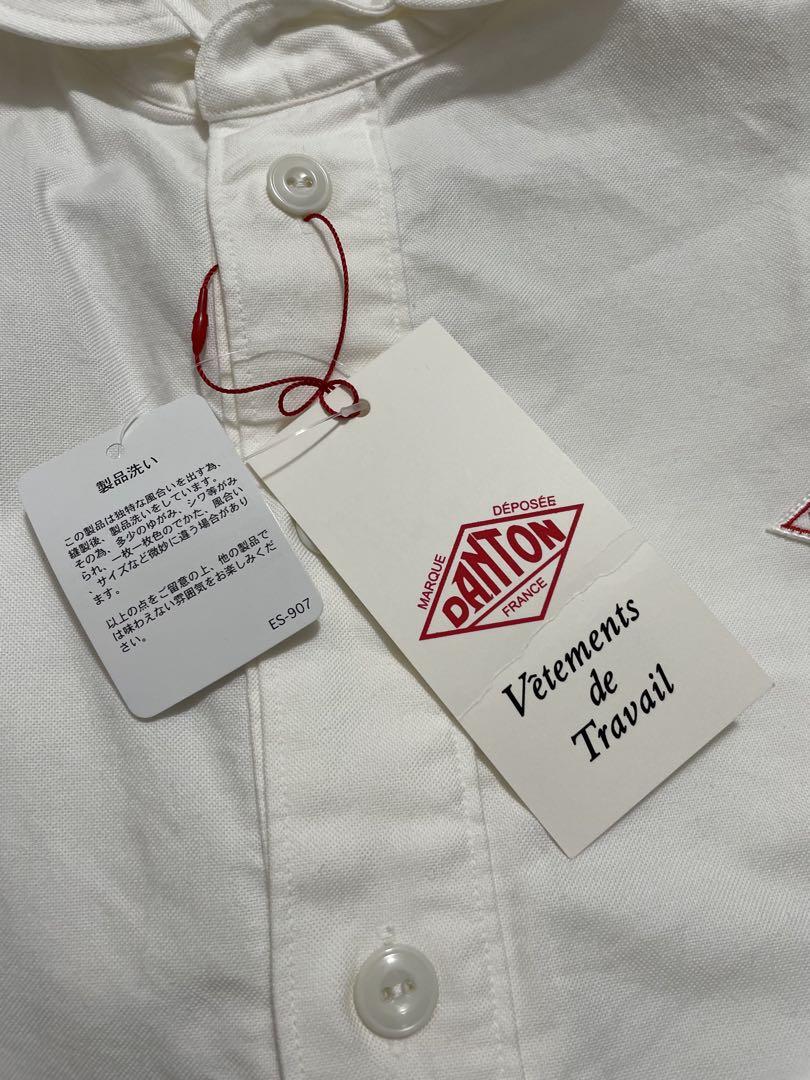 製品洗い
この製品は独特な風合いを出す為、
縫製後、製品洗いをしています。
その為、多少のゆがみ、シワ等がみ
られ、一枚一枚色のでかた、風合い
、サイズなど微妙に違う場合があり
ます。
以上の点をご留意の上、他の製品で
は味わえない雰囲気をお楽しみくだ
さい。
ES-907
MARQUE DÉPOSÉE
DANTON
FRANCE
Vêtements
de
Travail